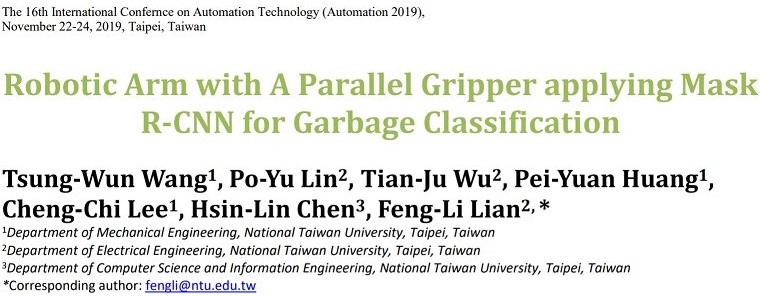 The 16th International Confernce on Automation Technology (Automation 2019),
November 22-24, 2019, Taipei, Taiwan
Robotic Arm with A Parallel Gripper applying Mask
R-CNN for Garbage Classification
Tsung-Wun Wang¹, Po-Yu Lin², Tian-Ju Wu², Pei-Yuan Huang¹,
Cheng-Chi Lee¹, Hsin-Lin Chen³, Feng-Li Lian²,*
¹Department of Mechanical Engineering, National Taiwan University, Taipei, Taiwan
²Department of Electrical Engineering, National Taiwan University, Taipei, Taiwan
³Department of Computer Science and Information Engineering, National Taiwan University, Taipei, Taiwan
*Corresponding author: fengli@ntu.edu.tw